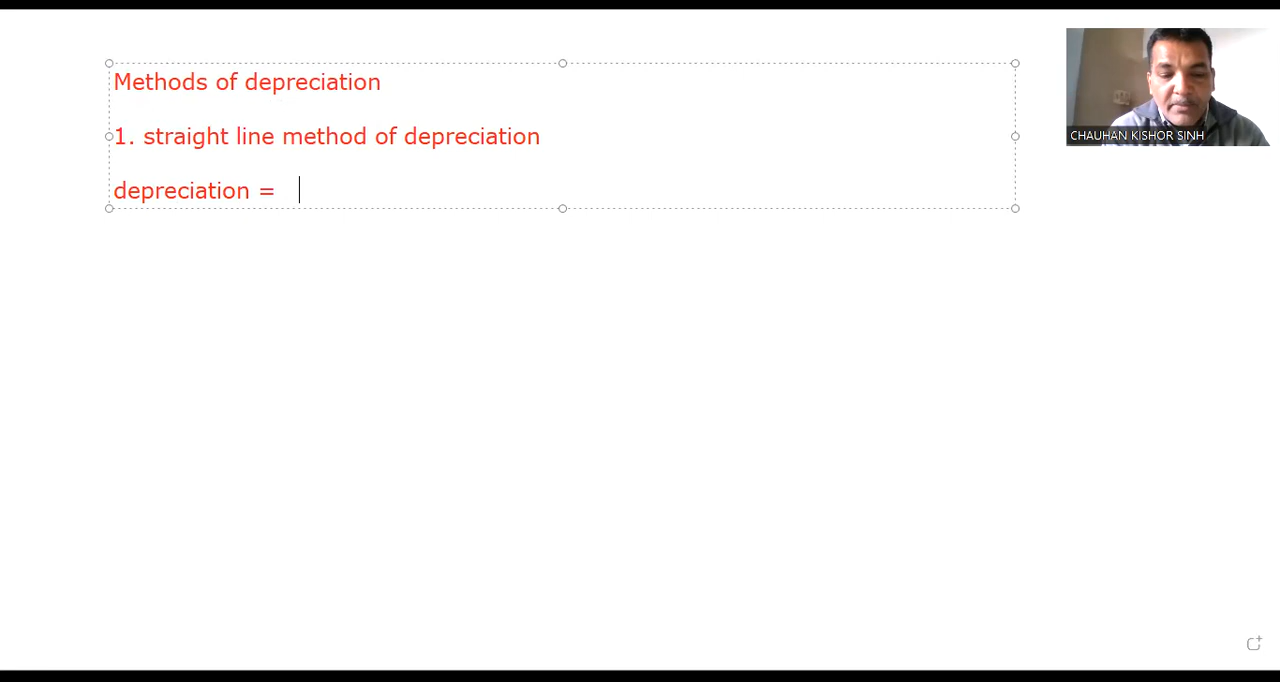 Methods of depreciation
1. straight line method of depreciation
depreciation =
CHAUHAN KISHOR SINH